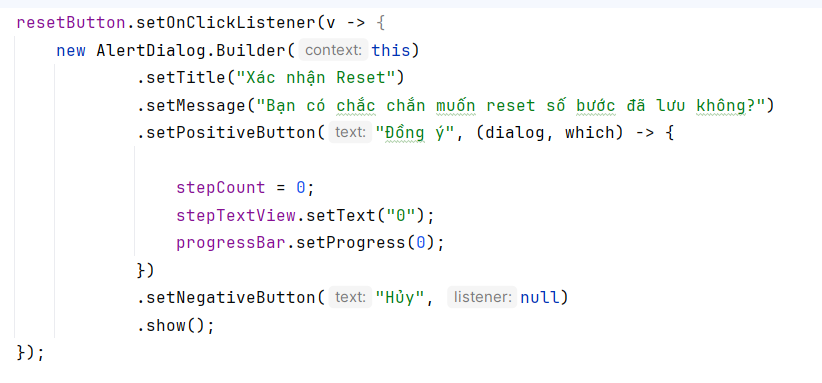 resetButton.setOnClickListener(v -> {
new AlertDialog.Builder( context: this)
.setTitle("Xác nhận Reset")
.setMessage("Bạn có chắc chắn muốn reset số bước đã lưu không?")
.setPositiveButton( text: "Đồng ý", (dialog, which) -> {
stepCount = 0;
stepTextView.setText("0");
progressBar.setProgress(0);
})
.setNegativeButton( text: "Hủy", listener: null)
.show();
});